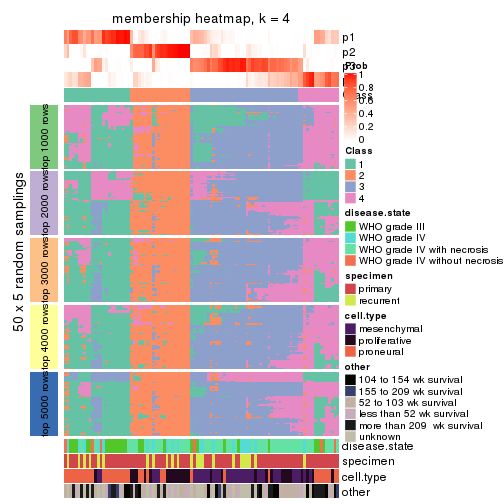 membership heatmap, k = 4
p1
p2
p3
Prob
1
0.8
0.6
0.4
0.2
0
Class
Class
1
2
3
4
disease.state
WHO grade III
WHO grade IV
WHO grade IV with necrosis
WHO grade IV without necrosis
specimen
primary
recurrent
cell.type
mesenchymal
proliferative
proneural
other
104 to 154 wk survival
155 to 209 wk survival
52 to 103 wk survival
less than 52 wk survival
more than 209 wk survival
unknown
50 x 5 random samplings
top 1000 rows
top 2000 rows
top 3000 rows
top 4000 rows
top 5000 rows
disease.state
specimen
cell.type
other